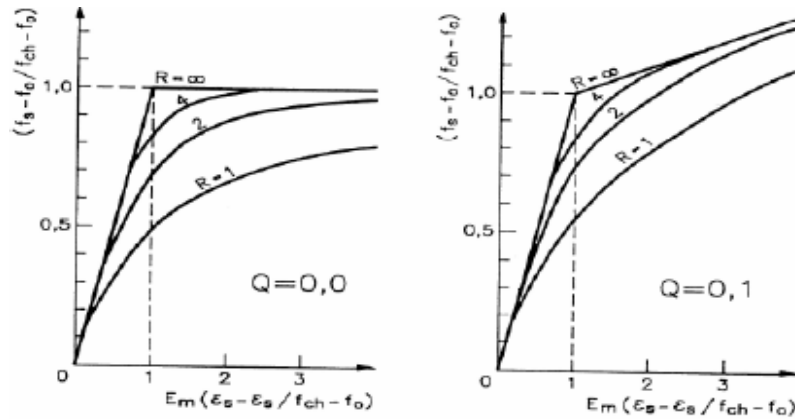 (fs-fo/fch-fo)
1,0
0,5
0
R=∞
4
2
R=1
Q=0,0
1
2
3
Em(εs-εs/fch-fo)
(fs-fo/fch-fo)
1,0
0,5
0
R=∞
4
2
R=1
Q=0,1
1
2
3
Em(εs-εs/fch-fo)